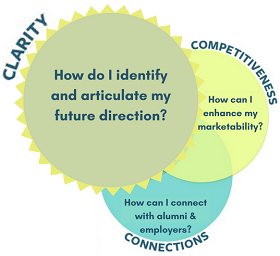 CLARITY
How do I identify
and articulate my
future direction?
COMPETITIVENESS
How can I
enhance my
marketability?
How can I connect
with alumni &
employers?
CONNECTIONS